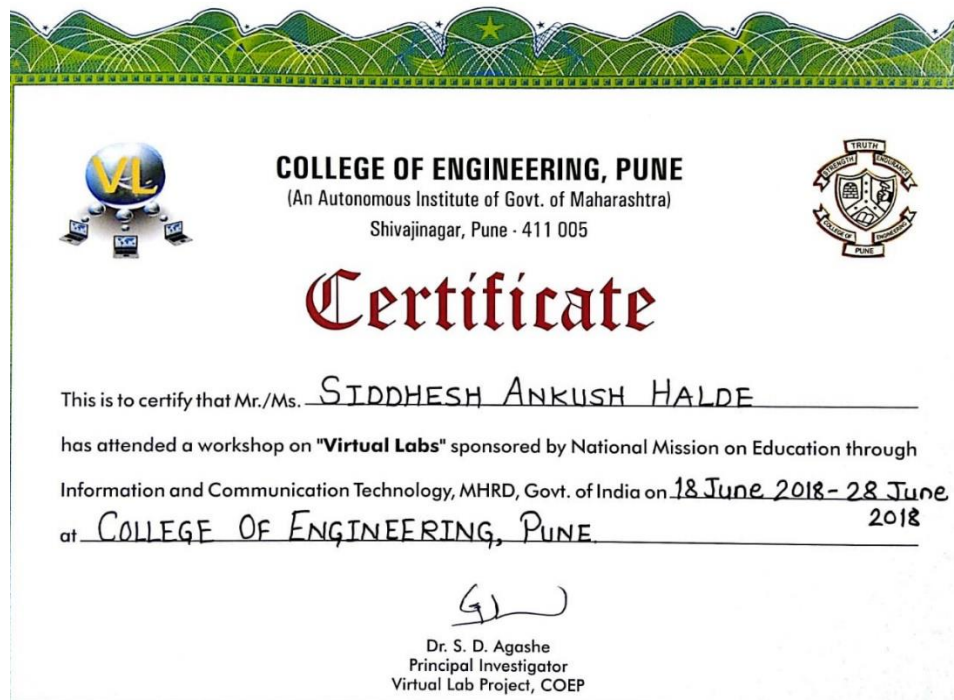 VL
COLLEGE OF ENGINEERING, PUNE
(An Autonomous Institute of Govt. of Maharashtra)
Shivajinagar, Pune - 411 005
TRUTH
STRENGTH
ENDURANCE
COLLEGE OF
ENGINEERING
PUNE
Certificate
This is to certify that Mr./Ms. SIDDHESH ANKUSH HALDE
has attended a workshop on "Virtual Labs" sponsored by National Mission on Education through
Information and Communication Technology, MHRD, Govt. of India on 18 June 2018 - 28 June
2018
at COLLEGE OF ENGINEERING, PUNE
Dr. S. D. Agashe
Principal Investigator
Virtual Lab Project, COEP